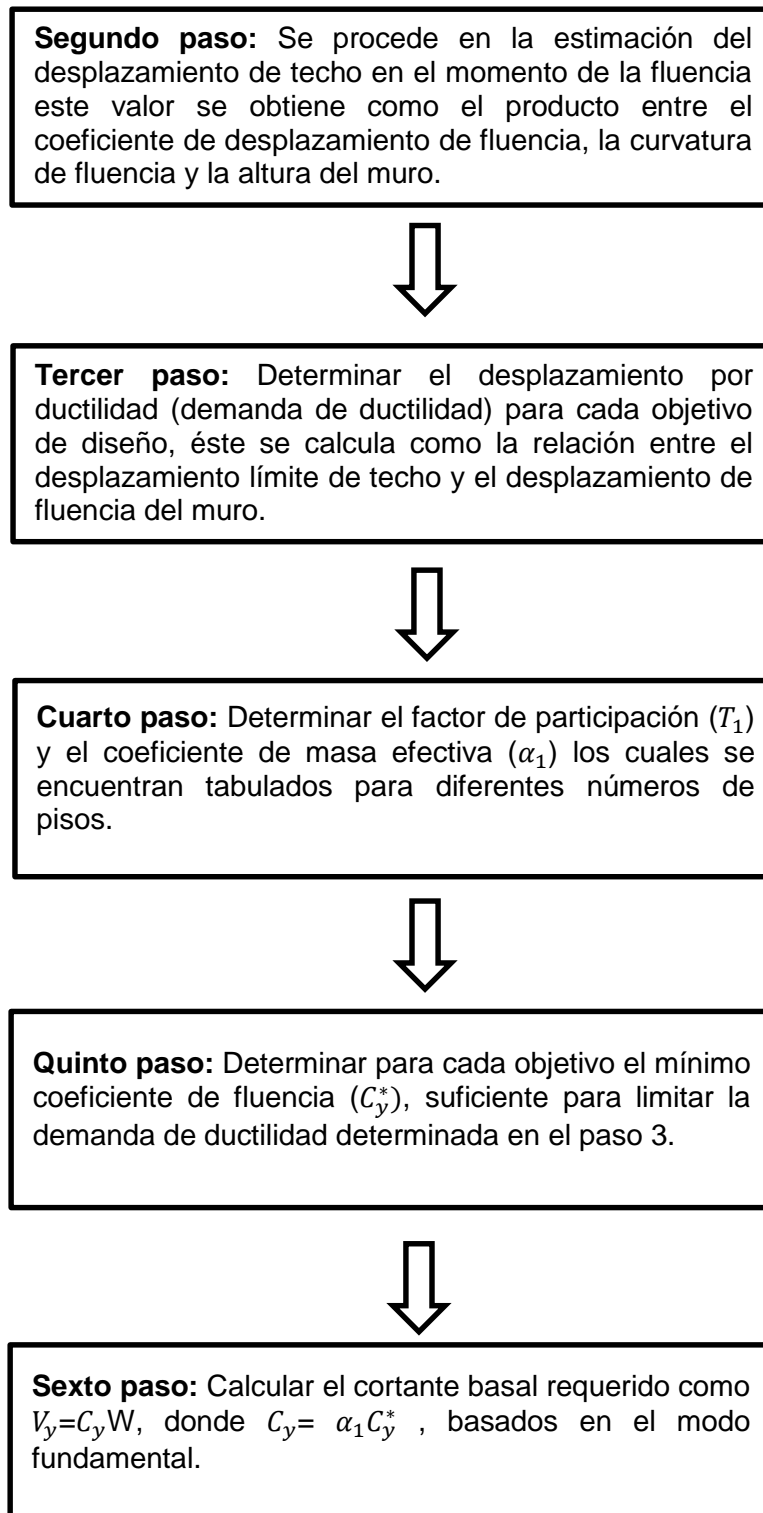 Segundo paso: Se procede en la estimación del
desplazamiento de techo en el momento de la fluencia
este valor se obtiene como el producto entre el
coeficiente de desplazamiento de fluencia, la curvatura
de fluencia y la altura del muro.
Tercer paso: Determinar el desplazamiento por
ductilidad (demanda de ductilidad) para cada objetivo
de diseño, éste se calcula como la relación entre el
desplazamiento límite de techo y el desplazamiento de
fluencia del muro.
Cuarto paso: Determinar el factor de participación (𝑇₁)
y el coeficiente de masa efectiva (𝛼₁) los cuales se
encuentran tabulados para diferentes números de
pisos.
Quinto paso: Determinar para cada objetivo el mínimo
coeficiente de fluencia (𝐶_𝑦^*), suficiente para limitar la
demanda de ductilidad determinada en el paso 3.
Sexto paso: Calcular el cortante basal requerido como
𝑉_𝑦=𝐶_𝑦W, donde 𝐶_𝑦= 𝛼₁𝐶_𝑦^* , basados en el modo
fundamental.